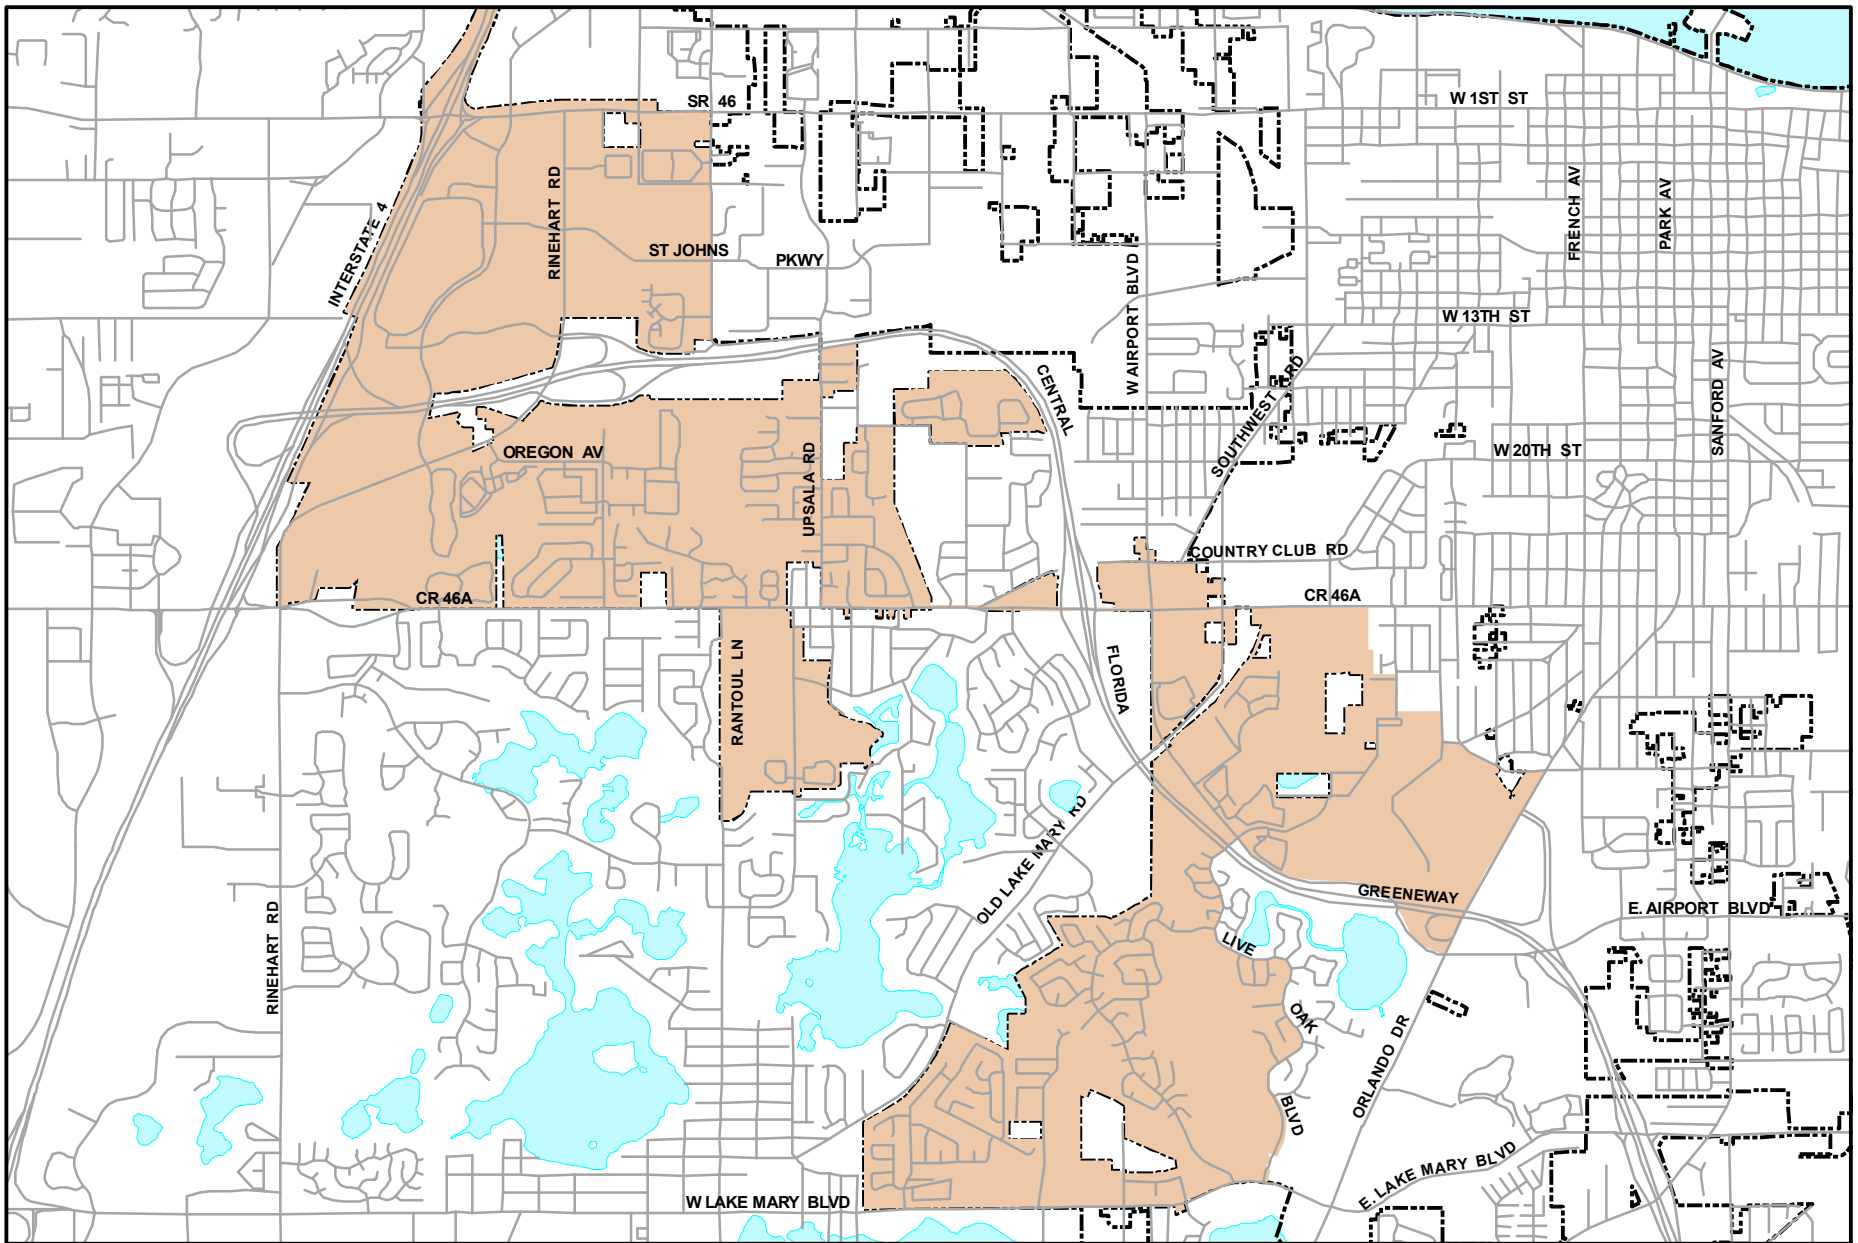 SR 46
W 1ST ST
INTERSTATE 4
RINEHART RD
FRENCH AV
PARK AV
ST JOHNS
PKWY
W AIRPORT BLVD
W 13TH ST
SANFORD AV
CENTRAL
SOUTHWEST RD
OREGON AV
UPSALA RD
W 20TH ST
COUNTRY CLUB RD
CR 46A
CR 46A
RANTOUL LN
FLORIDA
OLD LAKE MARY RD
GREENEWAY
E. AIRPORT BLVD
RINEHART RD
LIVE
OAK
BLVD
ORLANDO DR
W LAKE MARY BLVD
E. LAKE MARY BLVD